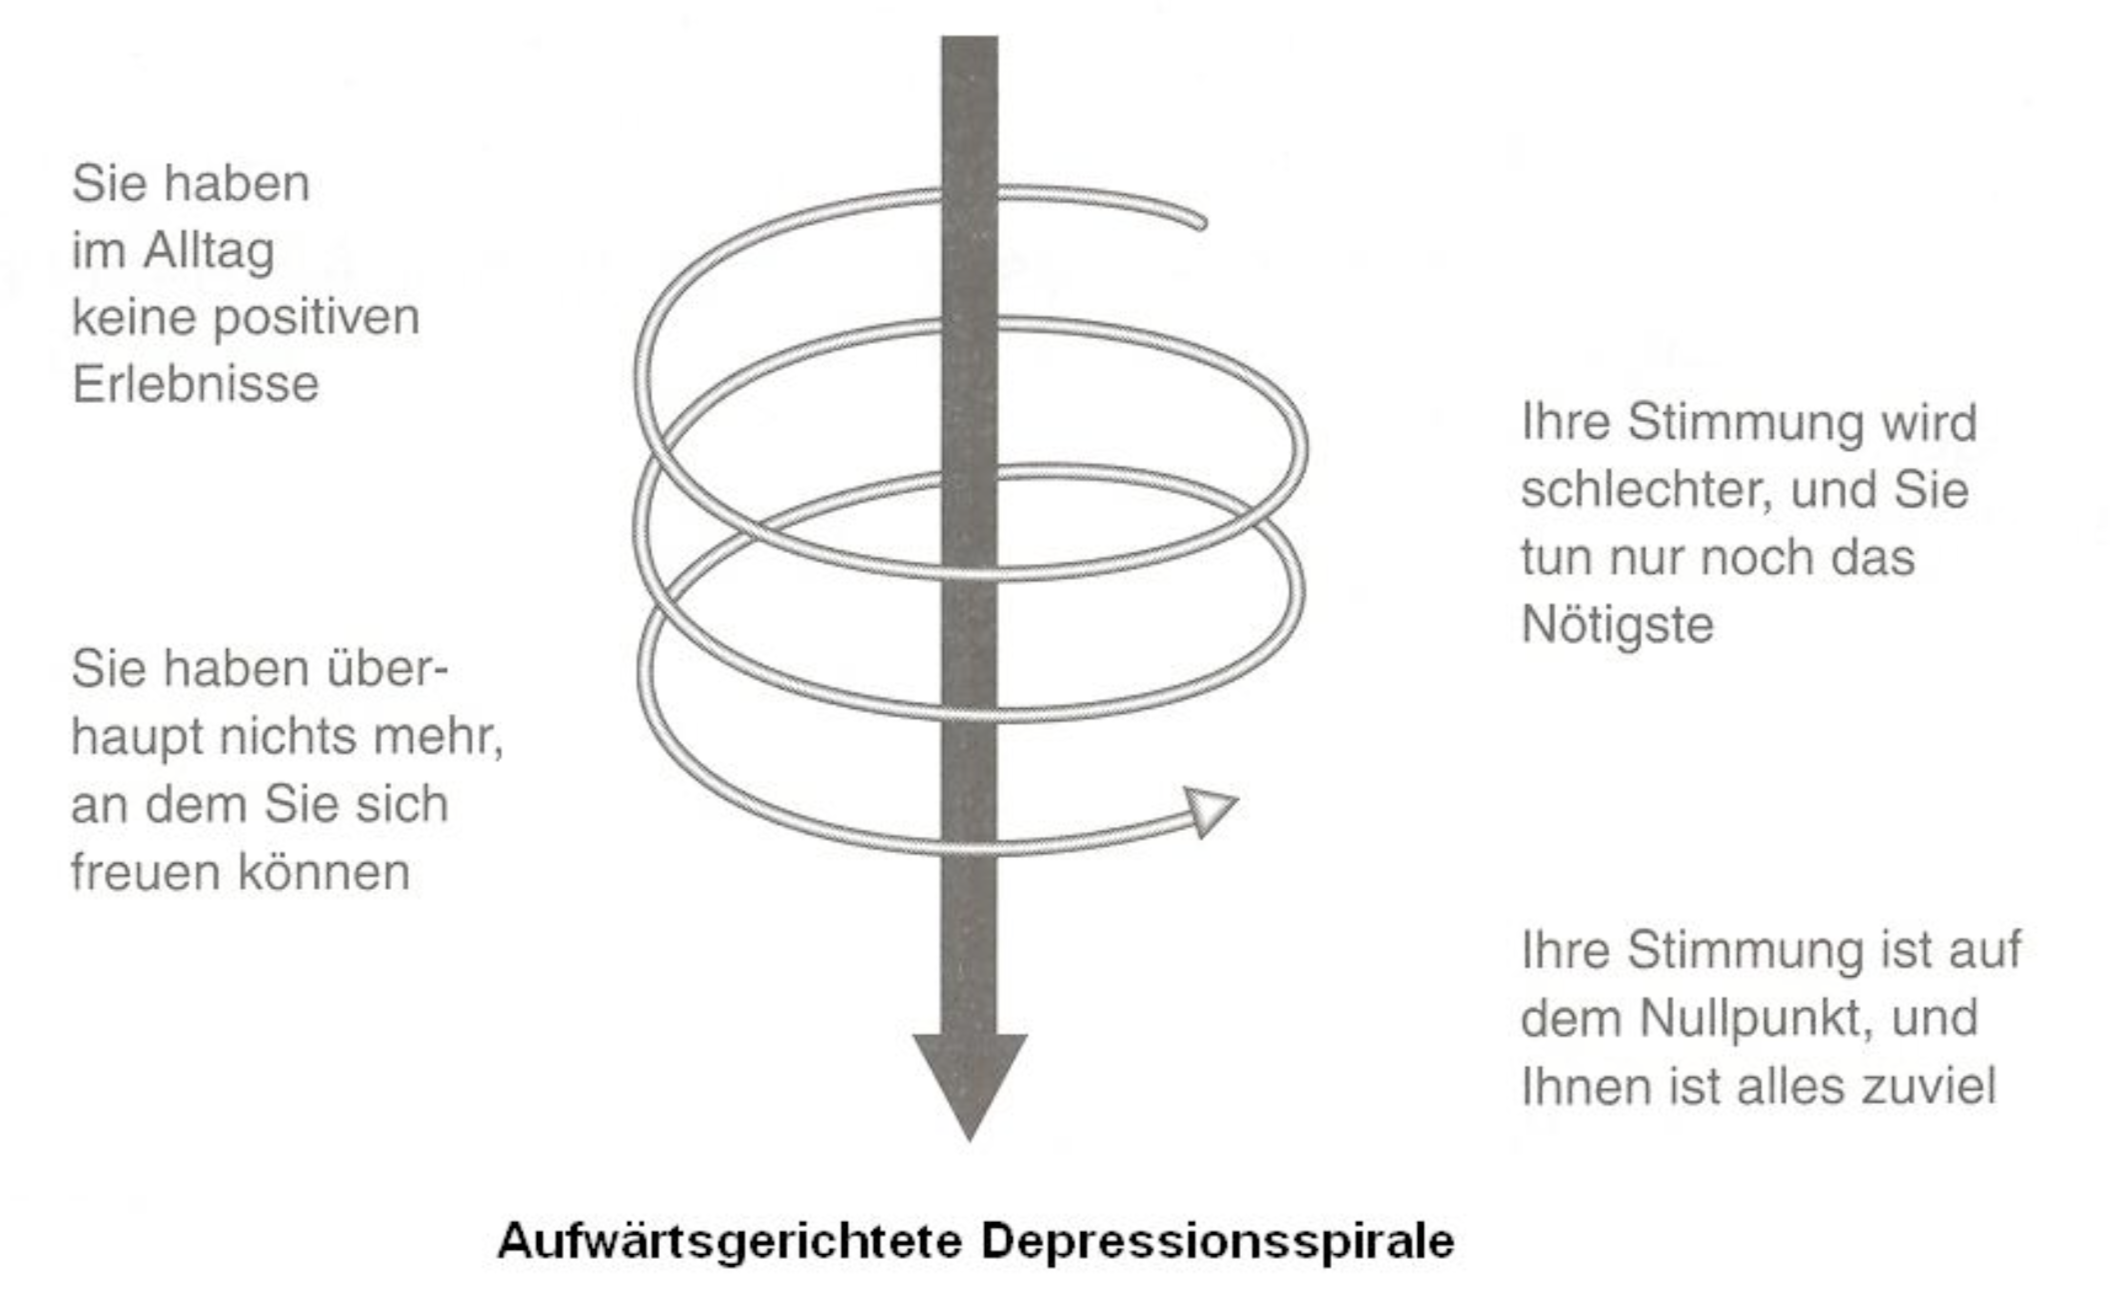 Sie haben
im Alltag
keine positiven
Erlebnisse
Ihre Stimmung wird
schlechter, und Sie
tun nur noch das
Nötigste
Sie haben über-
haupt nichts mehr,
an dem Sie sich
freuen können
Ihre Stimmung ist auf
dem Nullpunkt, und
Ihnen ist alles zuviel
Aufwärtsgerichtete Depressionsspirale